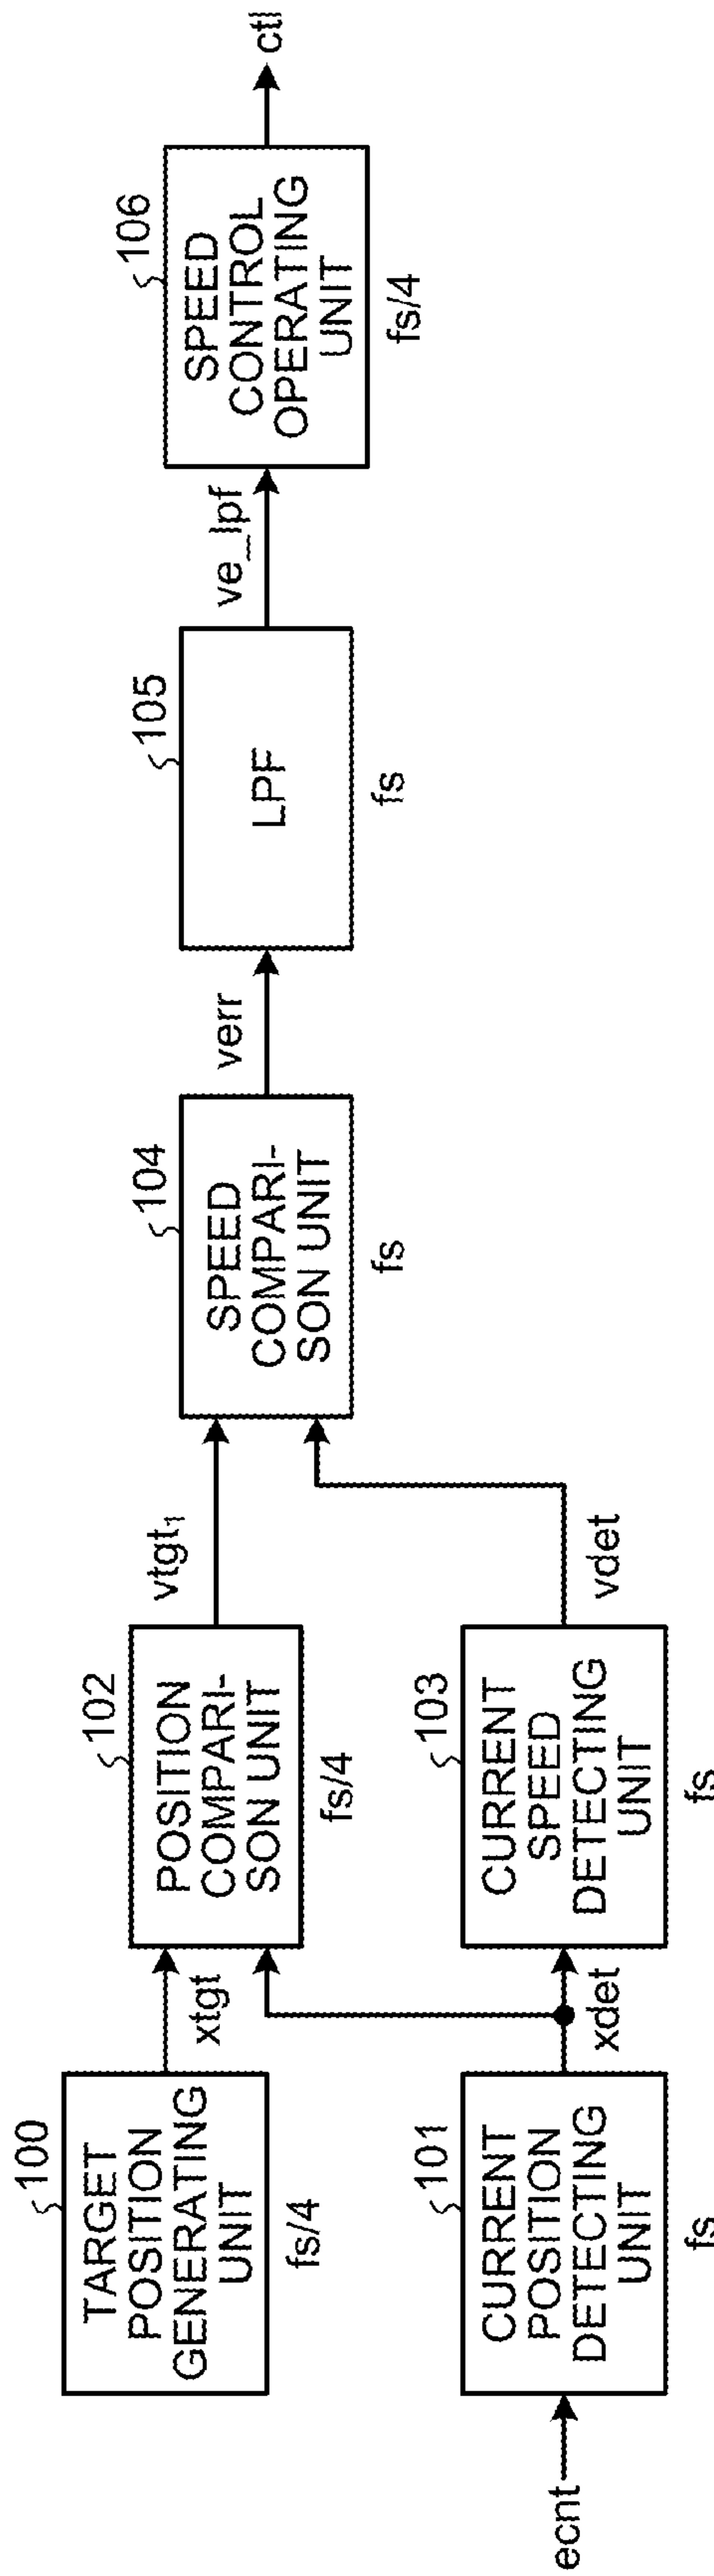 100
TARGET
POSITION
GENERATING
UNIT
fs/4
xtgt
102
POSITION
COMPARI-
SON UNIT
fs/4
vtgt₁
ecnt
101
CURRENT
POSITION
DETECTING
UNIT
fs
xdet
103
CURRENT
SPEED
DETECTING
UNIT
fs
vdet
104
SPEED
COMPARI-
SON UNIT
fs
verr
105
LPF
fs
ve_lpf
106
SPEED
CONTROL
OPERATING
UNIT
fs/4
ctl